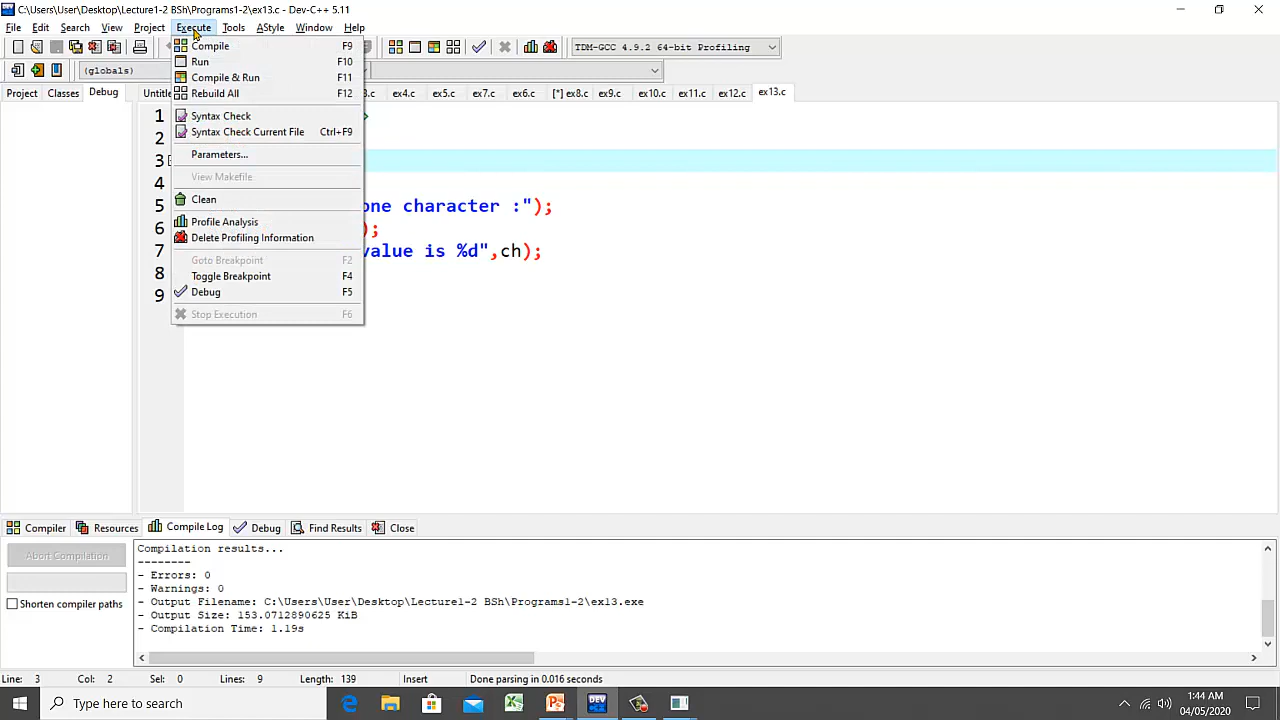 C:\Users\User\Desktop\Lecture1-2 BSh\Programs1-2\ex13.c - Dev-C++ 5.11
File Edit Search View Project Execute Tools AStyle Window Help
TDM-GCC 4.9.2 64-bit Profiling
(globals)
Project Classes Debug
ex4.c ex5.c ex7.c ex6.c [*] ex8.c ex9.c ex10.c ex11.c ex12.c ex13.c
Compile F9
Run F10
Compile & Run F11
Rebuild All F12
Syntax Check
Syntax Check Current File Ctrl+F9
Parameters...
View Makefile
Clean
Profile Analysis
Delete Profiling Information
Goto Breakpoint F2
Toggle Breakpoint F4
Debug F5
Stop Execution F6
1 >
2
3
4
5 one character :");
6 );
7 value is %d",ch);
8
9
Compiler Resources Compile Log Debug Find Results Close
Abort Compilation
Shorten compiler paths
Compilation results...
--------
- Errors: 0
- Warnings: 0
- Output Filename: C:\Users\User\Desktop\Lecture1-2 BSh\Programs1-2\ex13.exe
- Output Size: 153.0712890625 KiB
- Compilation Time: 1.19s
Line: 3 Col: 2 Sel: 0 Lines: 9 Length: 139 Insert Done parsing in 0.016 seconds
Type here to search
1:44 AM
04/05/2020